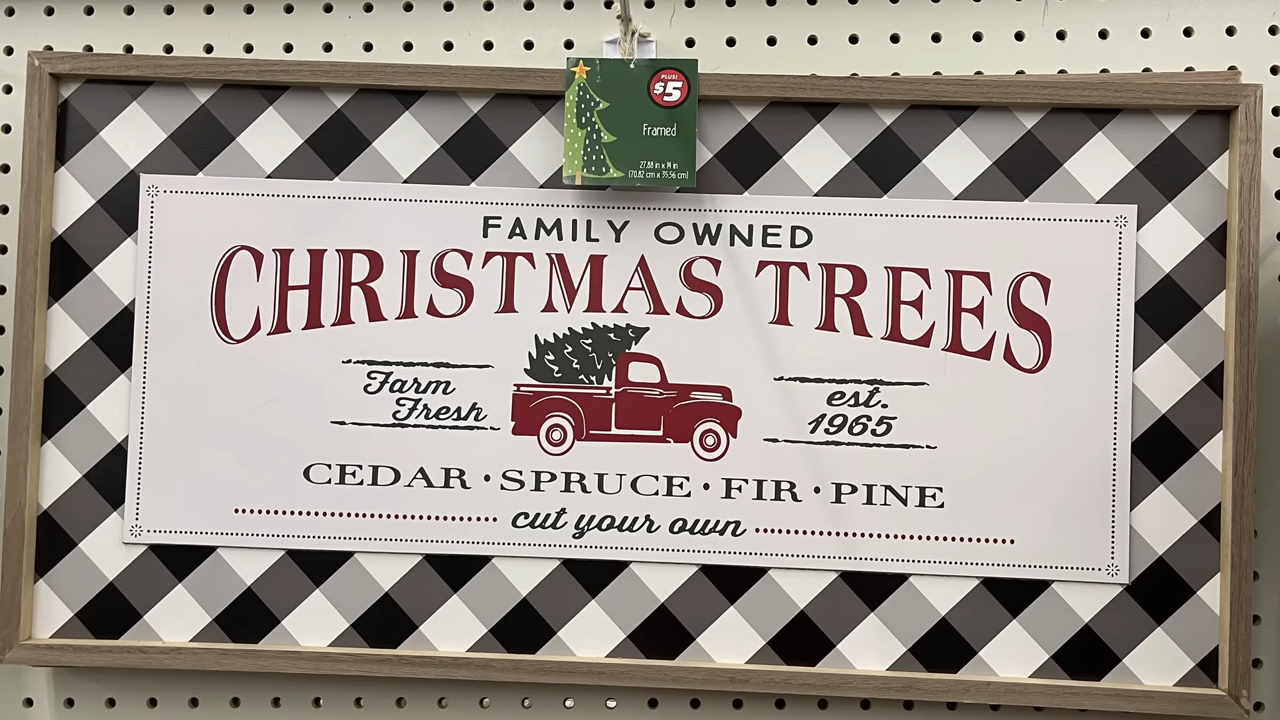 PLUS!
$5
Framed
27.88 in x 14 in
(70.82 cm x 35.56 cm)
FAMILY OWNED
CHRISTMAS TREES
Farm
Fresh
est.
1965
CEDAR · SPRUCE · FIR · PINE
cut your own